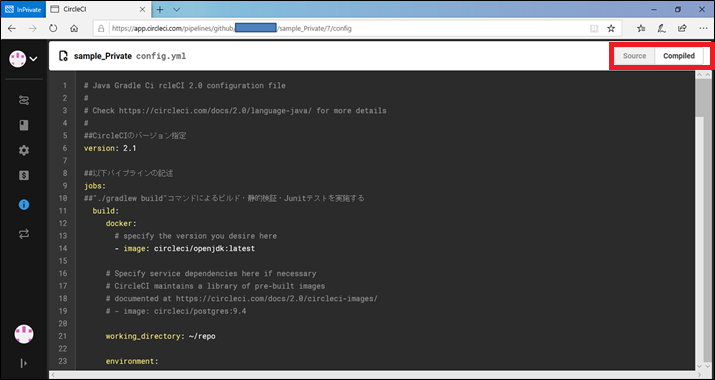 InPrivate
CircleCI
https://app.circleci.com/pipelines/github/
/sample_Private/7/config
sample_Private config.yml
Source Compiled
1
2 # Java Gradle Ci rcleCI 2.0 configuration file
3 #
4 # Check https://circleci.com/docs/2.0/language-java/ for more details
4 #
5 ##CircleCIのバージョン指定
6 version: 2.1
7
8 ##以下パイプラインの記述
9 jobs:
10 ##"./gradlew build"コマンドによるビルド・静的検証・Junitテストを実施する
11 build:
12 docker:
13 # specify the version you desire here
14 - image: circleci/openjdk:latest
15
16 # Specify service dependencies here if necessary
17 # CircleCI maintains a library of pre-built images
18 # documented at https://circleci.com/docs/2.0/circleci-images/
19 # - image: circleci/postgres:9.4
20
21 working_directory: ~/repo
22
23 environment: